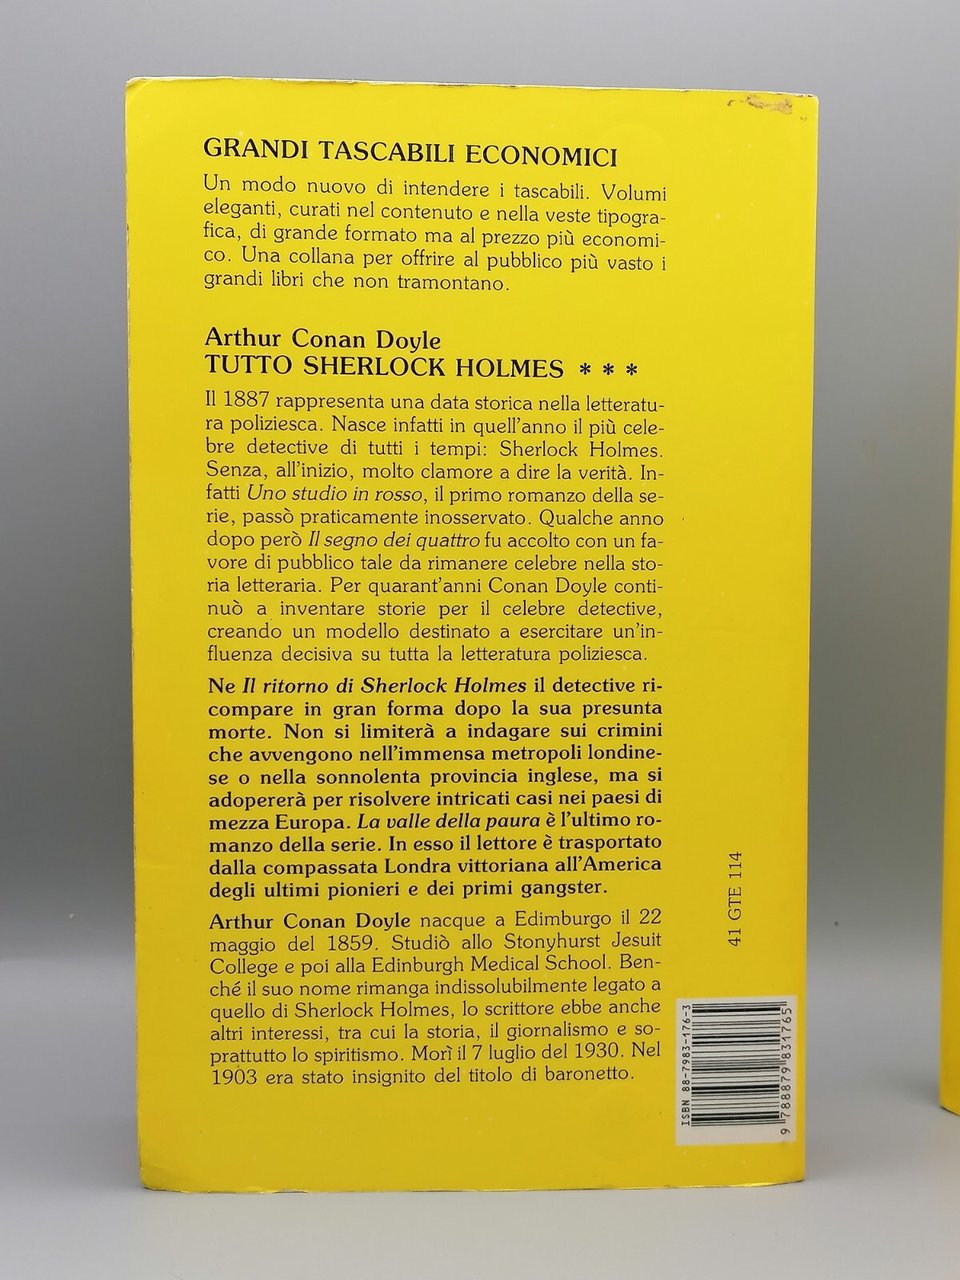 GRANDI TASCABILI ECONOMICI
Un modo nuovo di intendere i tascabili. Volumi
eleganti, curati nel contenuto e nella veste tipogra-
fica, di grande formato ma al prezzo più economi-
co. Una collana per offrire al pubblico più vasto i
grandi libri che non tramontano.
Arthur Conan Doyle
TUTTO SHERLOCK HOLMES * * *
Il 1887 rappresenta una data storica nella letteratu-
ra poliziesca. Nasce infatti in quell'anno il più cele-
bre detective di tutti i tempi: Sherlock Holmes.
Senza, all'inizio, molto clamore a dire la verità. In-
fatti Uno studio in rosso, il primo romanzo della se-
rie, passò praticamente inosservato. Qualche anno
dopo però Il segno dei quattro fu accolto con un fa-
vore di pubblico tale da rimanere celebre nella sto-
ria letteraria. Per quarant'anni Conan Doyle conti-
nuò a inventare storie per il celebre detective,
creando un modello destinato a esercitare un'in-
fluenza decisiva su tutta la letteratura poliziesca.
Ne Il ritorno di Sherlock Holmes il detective ri-
compare in gran forma dopo la sua presunta
morte. Non si limiterà a indagare sui crimini
che avvengono nell'immensa metropoli londine-
se o nella sonnolenta provincia inglese, ma si
adopererà per risolvere intricati casi nei paesi di
mezza Europa. La valle della paura è l'ultimo ro-
manzo della serie. In esso il lettore è trasportato
dalla compassata Londra vittoriana all'America
degli ultimi pionieri e dei primi gangster.
Arthur Conan Doyle nacque a Edimburgo il 22
maggio del 1859. Studiò allo Stonyhurst Jesuit
College e poi alla Edinburgh Medical School. Ben-
ché il suo nome rimanga indissolubilmente legato a
quello di Sherlock Holmes, lo scrittore ebbe anche
altri interessi, tra cui la storia, il giornalismo e so-
prattutto lo spiritismo. Morì il 7 luglio del 1930. Nel
1903 era stato insignito del titolo di baronetto.
41 GTE 114
ISBN 88-7983-176-3
9 788879 831765